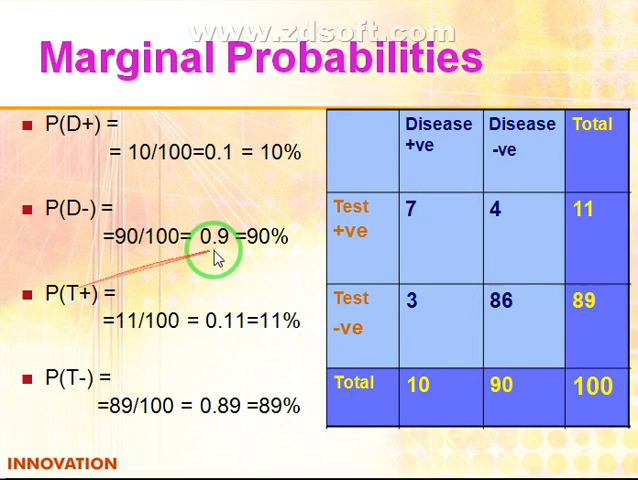 www.zdsoft.com
Marginal Probabilities
P(D+) =
= 10/100=0.1 = 10%
P(D-) =
=90/100= 0.9 =90%
P(T+) =
=11/100 = 0.11=11%
P(T-) =
=89/100 = 0.89 =89%
Disease +ve Disease -ve Total
Test +ve 7 4 11
Test -ve 3 86 89
Total 10 90 100
INNOVATION